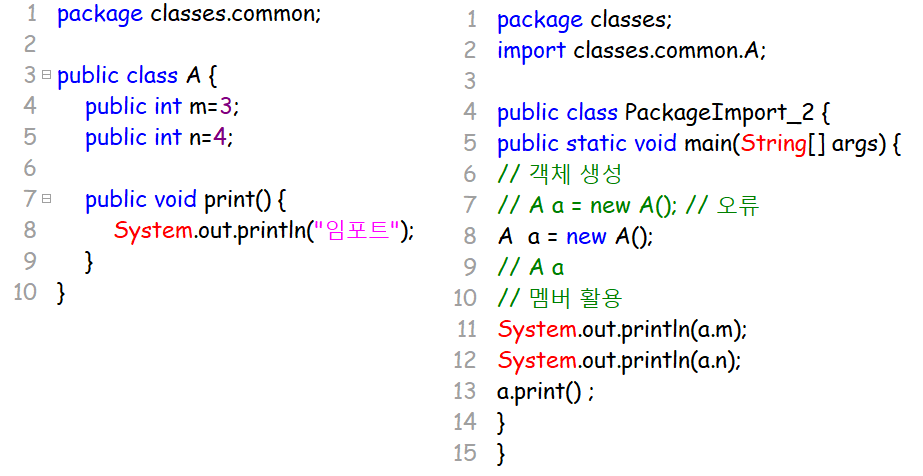 1 package classes.common;
2
3 public class A {
4 public int m=3;
5 public int n=4;
6
7 public void print() {
8 System.out.println("임포트");
9 }
10 }
1 package classes;
2 import classes.common.A;
3
4 public class PackageImport_2 {
5 public static void main(String[] args) {
6 // 객체 생성
7 // A a = new A(); // 오류
8 A  a = new A();
9 // A a
10 // 멤버 활용
11 System.out.println(a.m);
12 System.out.println(a.n);
13 a.print() ;
14 }
15 }